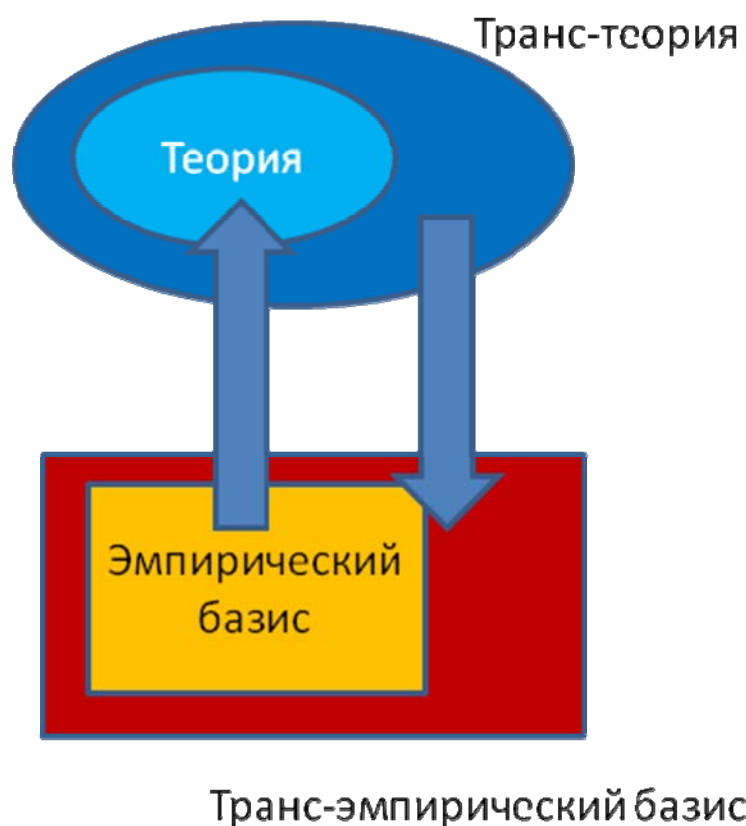 Транс-теория
Теория
Эмпирический
базис
Транс-эмпирический базис